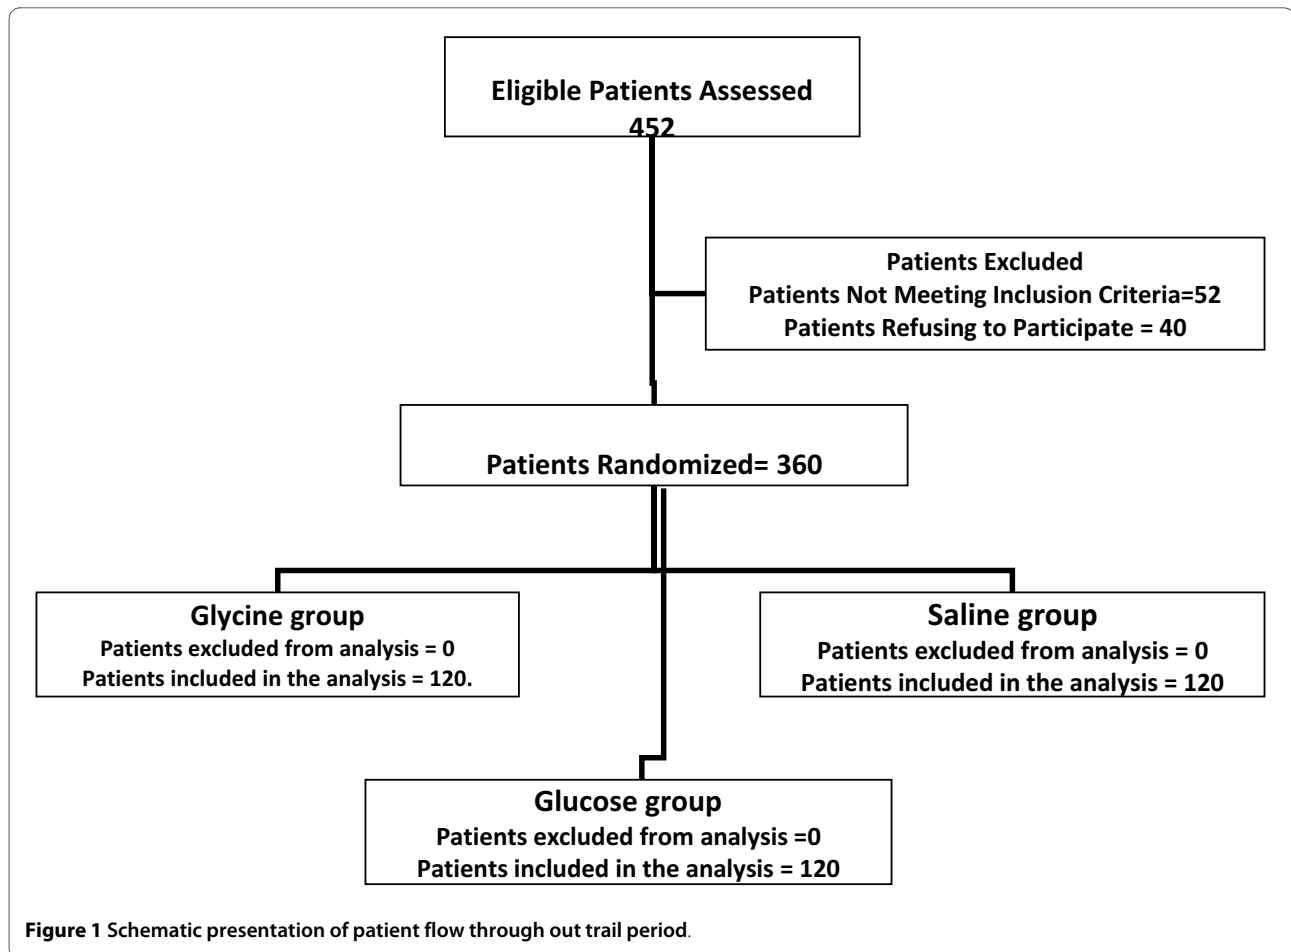 Eligible Patients Assessed
452
Patients Excluded
Patients Not Meeting Inclusion Criteria=52
Patients Refusing to Participate = 40
Patients Randomized= 360
Glycine group
Patients excluded from analysis = 0
Patients included in the analysis = 120.
Saline group
Patients excluded from analysis = 0
Patients included in the analysis = 120
Glucose group
Patients excluded from analysis =0
Patients included in the analysis = 120
Figure 1 Schematic presentation of patient flow through out trail period.